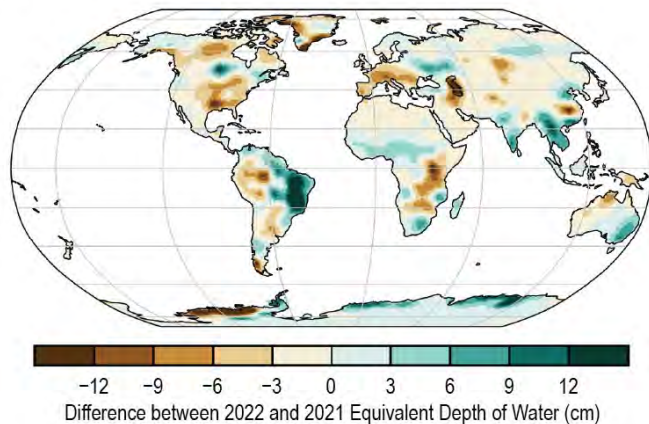 −12 −9 −6 −3 0 3 6 9 12
Difference between 2022 and 2021 Equivalent Depth of Water (cm)